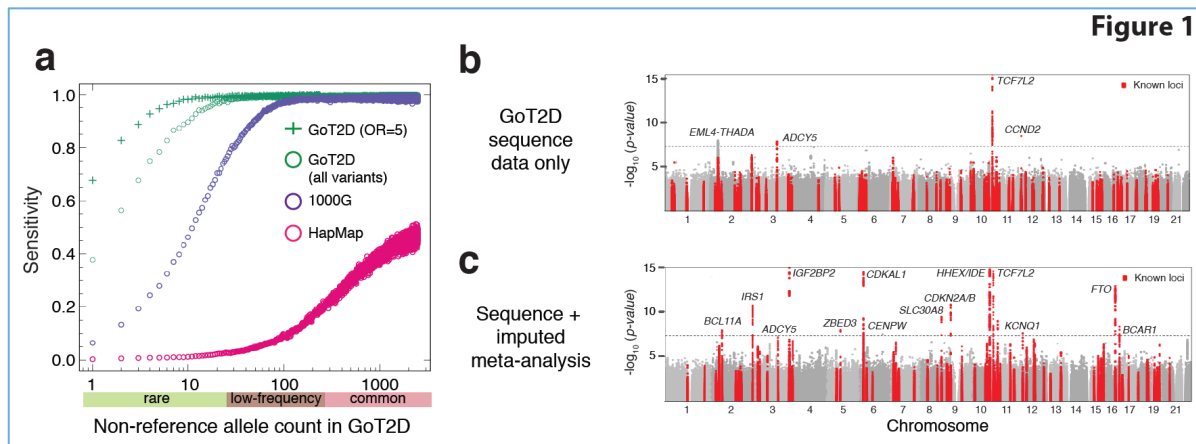 Figure 1
a
1.0
0.8
0.6
0.4
0.2
0.0
Sensitivity
GoT2D (OR=5)
GoT2D
(all variants)
1000G
HapMap
1 10 100 1000
rare low-frequency common
Non-reference allele count in GoT2D
b
GoT2D
sequence
data only
15
10
5
-log10 (p-value)
EML4-THADA
ADCY5
TCF7L2
CCND2
Known loci
1 2 3 4 5 6 7 8 9 10 11 12 13 14 15 16 17 19 21
c
Sequence +
imputed
meta-analysis
15
10
5
-log10 (p-value)
BCL11A
IRS1
ADCY5
IGF2BP2
ZBED3
CDKAL1
CENPW
SLC30A8
CDKN2A/B
HHEX/IDE
TCF7L2
KCNQ1
FTO
BCAR1
Known loci
1 2 3 4 5 6 7 8 9 10 11 12 13 14 15 16 17 19 21
Chromosome